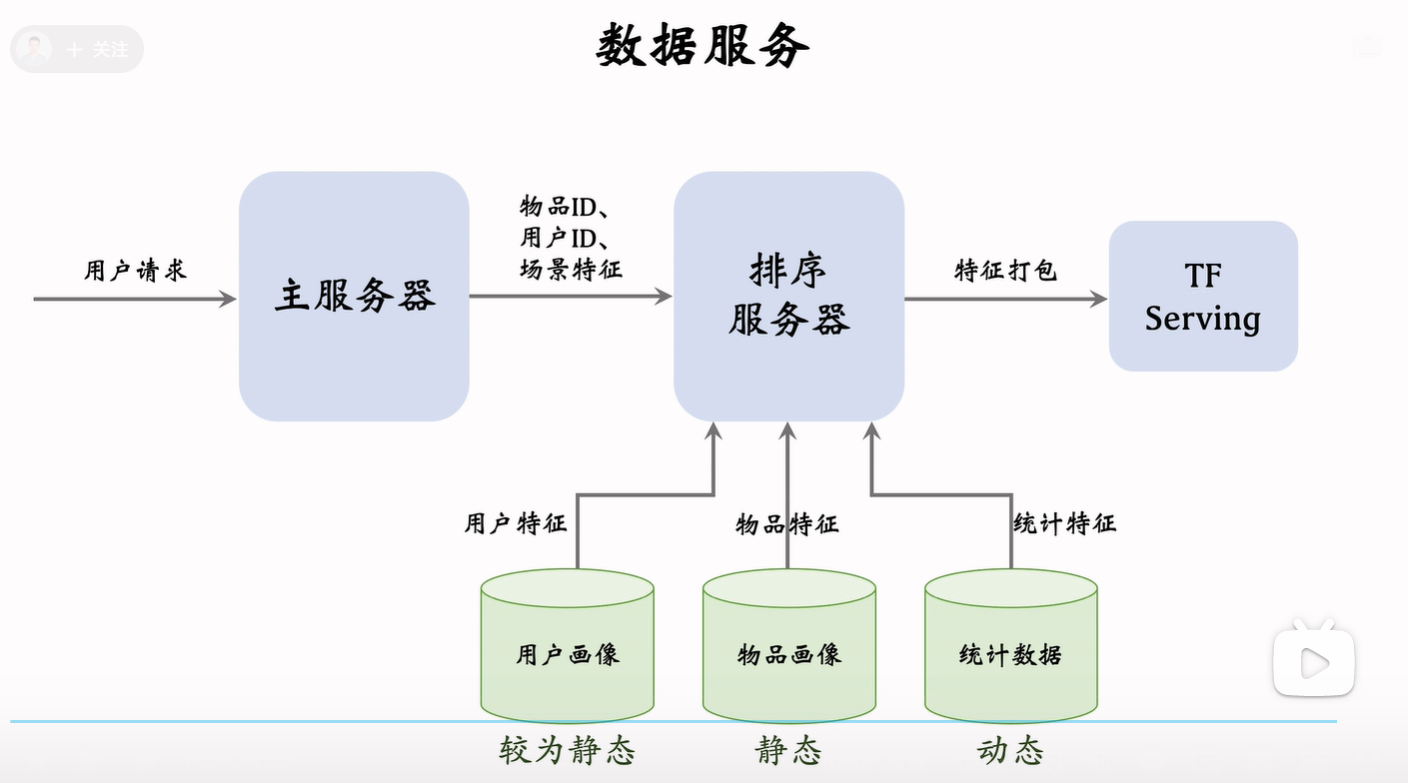 数据服务
+ 关注
用户请求
主服务器
物品ID、
用户ID、
场景特征
排序
服务器
特征打包
TF
Serving
用户特征
物品特征
统计特征
用户画像
物品画像
统计数据
较为静态
静态
动态